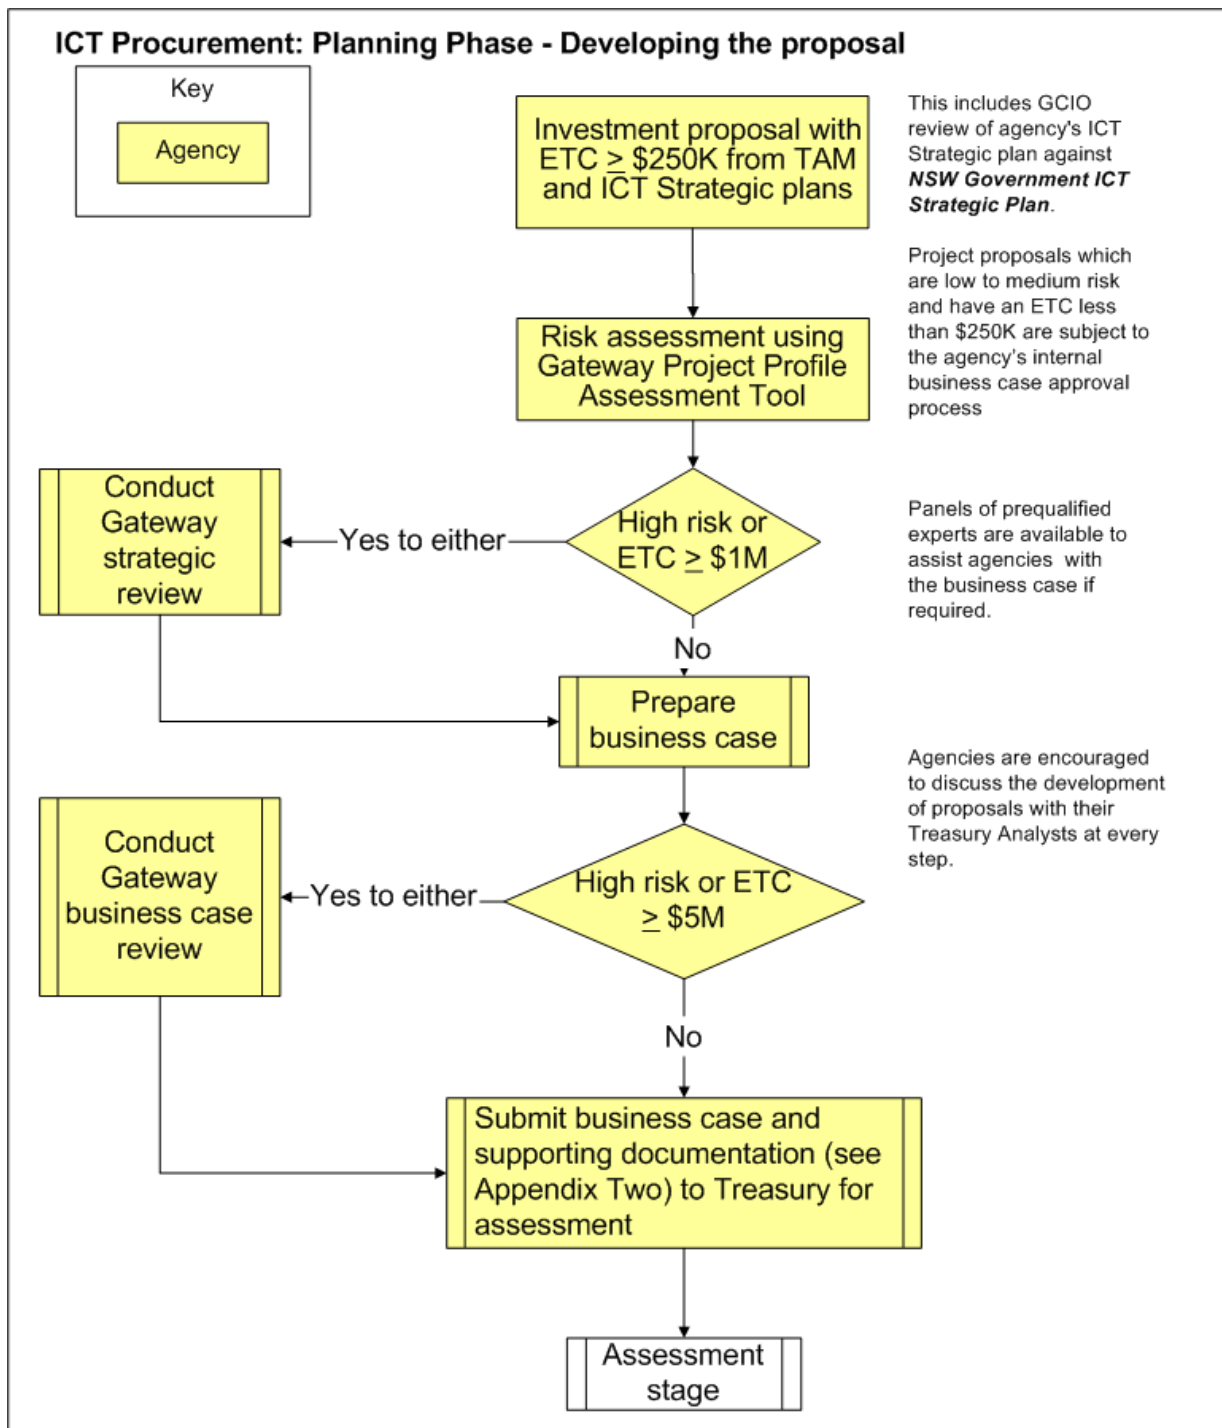 ICT Procurement: Planning Phase - Developing the proposal
Key
Agency
Investment proposal with
ETC ≥ $250K from TAM
and ICT Strategic plans
This includes GCIO
review of agency's ICT
Strategic plan against
NSW Government ICT
Strategic Plan.
Project proposals which
are low to medium risk
and have an ETC less
than $250K are subject to
the agency’s internal
business case approval
process
Risk assessment using
Gateway Project Profile
Assessment Tool
High risk or
ETC ≥ $1M
Yes to either
Conduct
Gateway
strategic
review
Panels of prequalified
experts are available to
assist agencies with
the business case if
required.
No
Prepare
business case
Agencies are encouraged
to discuss the development
of proposals with their
Treasury Analysts at every
step.
High risk or ETC
≥ $5M
Yes to either
Conduct
Gateway
business case
review
No
Submit business case and
supporting documentation (see
Appendix Two) to Treasury for
assessment
Assessment
stage